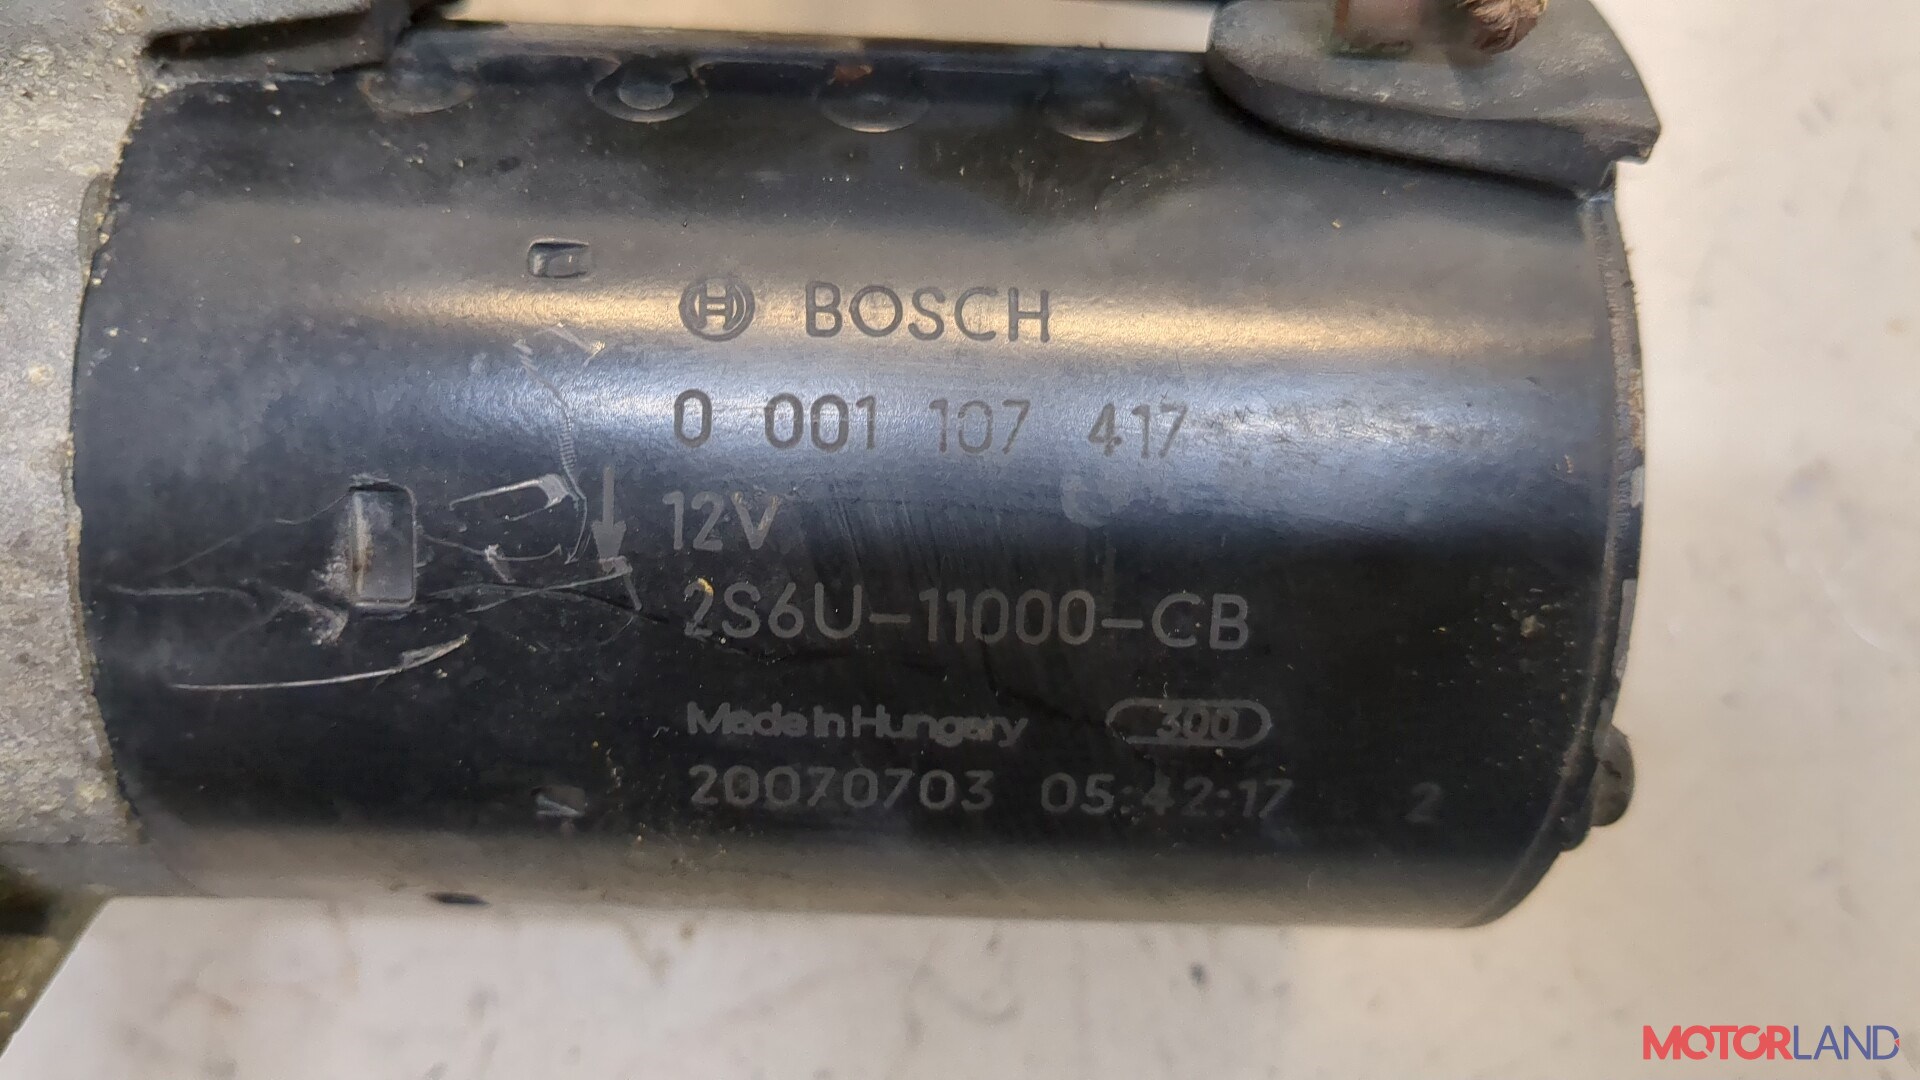 BOSCH
0 001 107 417
12V
2S6U-11000-CB
Made in Hungary 300
20070703 05:42:17 2
MOTORLAND